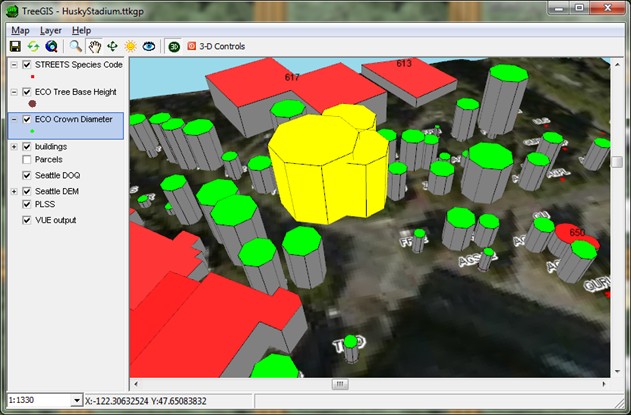 TreeGIS - HuskyStadium.ttkgp
Map Layer Help
3D 3-D Controls
STREETS Species Code
ECO Tree Base Height
ECO Crown Diameter
buildings
Parcels
Seattle DOQ
Seattle DEM
PLSS
VUE output
617
613
650
1:1330 X:-122.30632524 Y:47.65083832